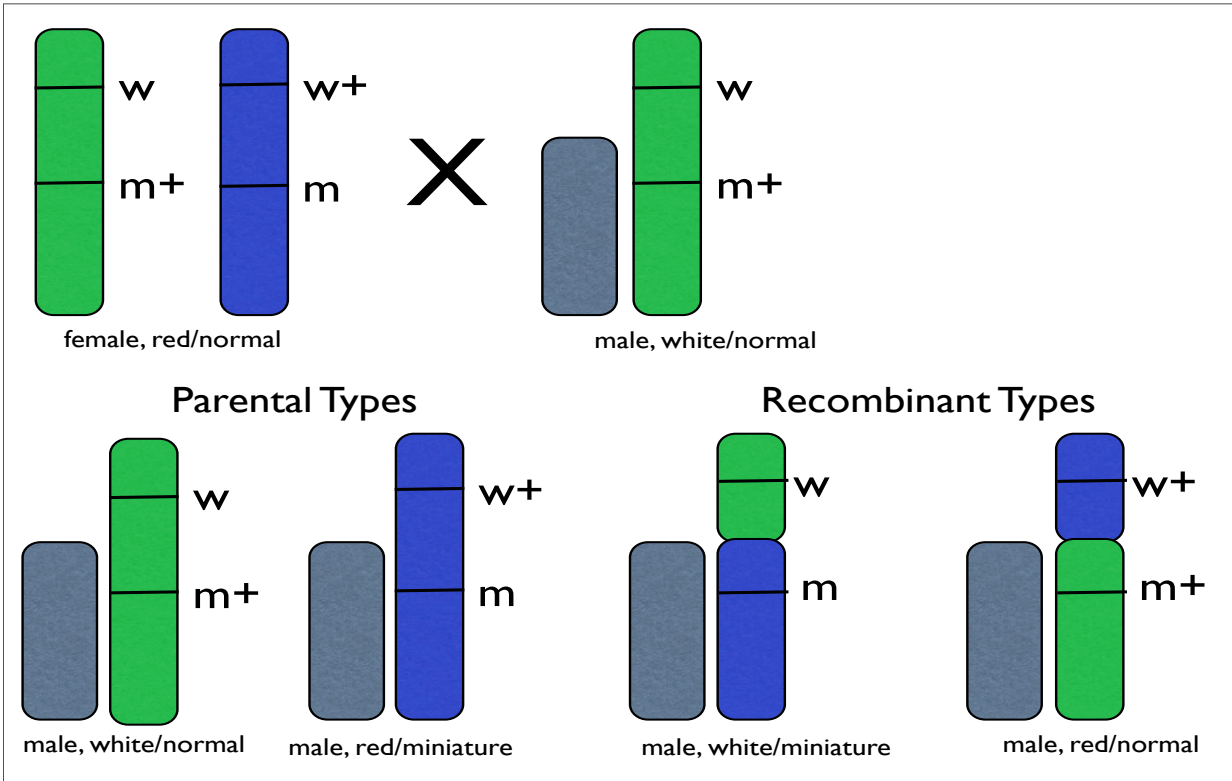 w
w+
w
m+
m
X
m+
female, red/normal
male, white/normal
Parental Types
Recombinant Types
w
w+
w
w+
m+
m
m
m+
male, white/normal
male, red/miniature
male, white/miniature
male, red/normal